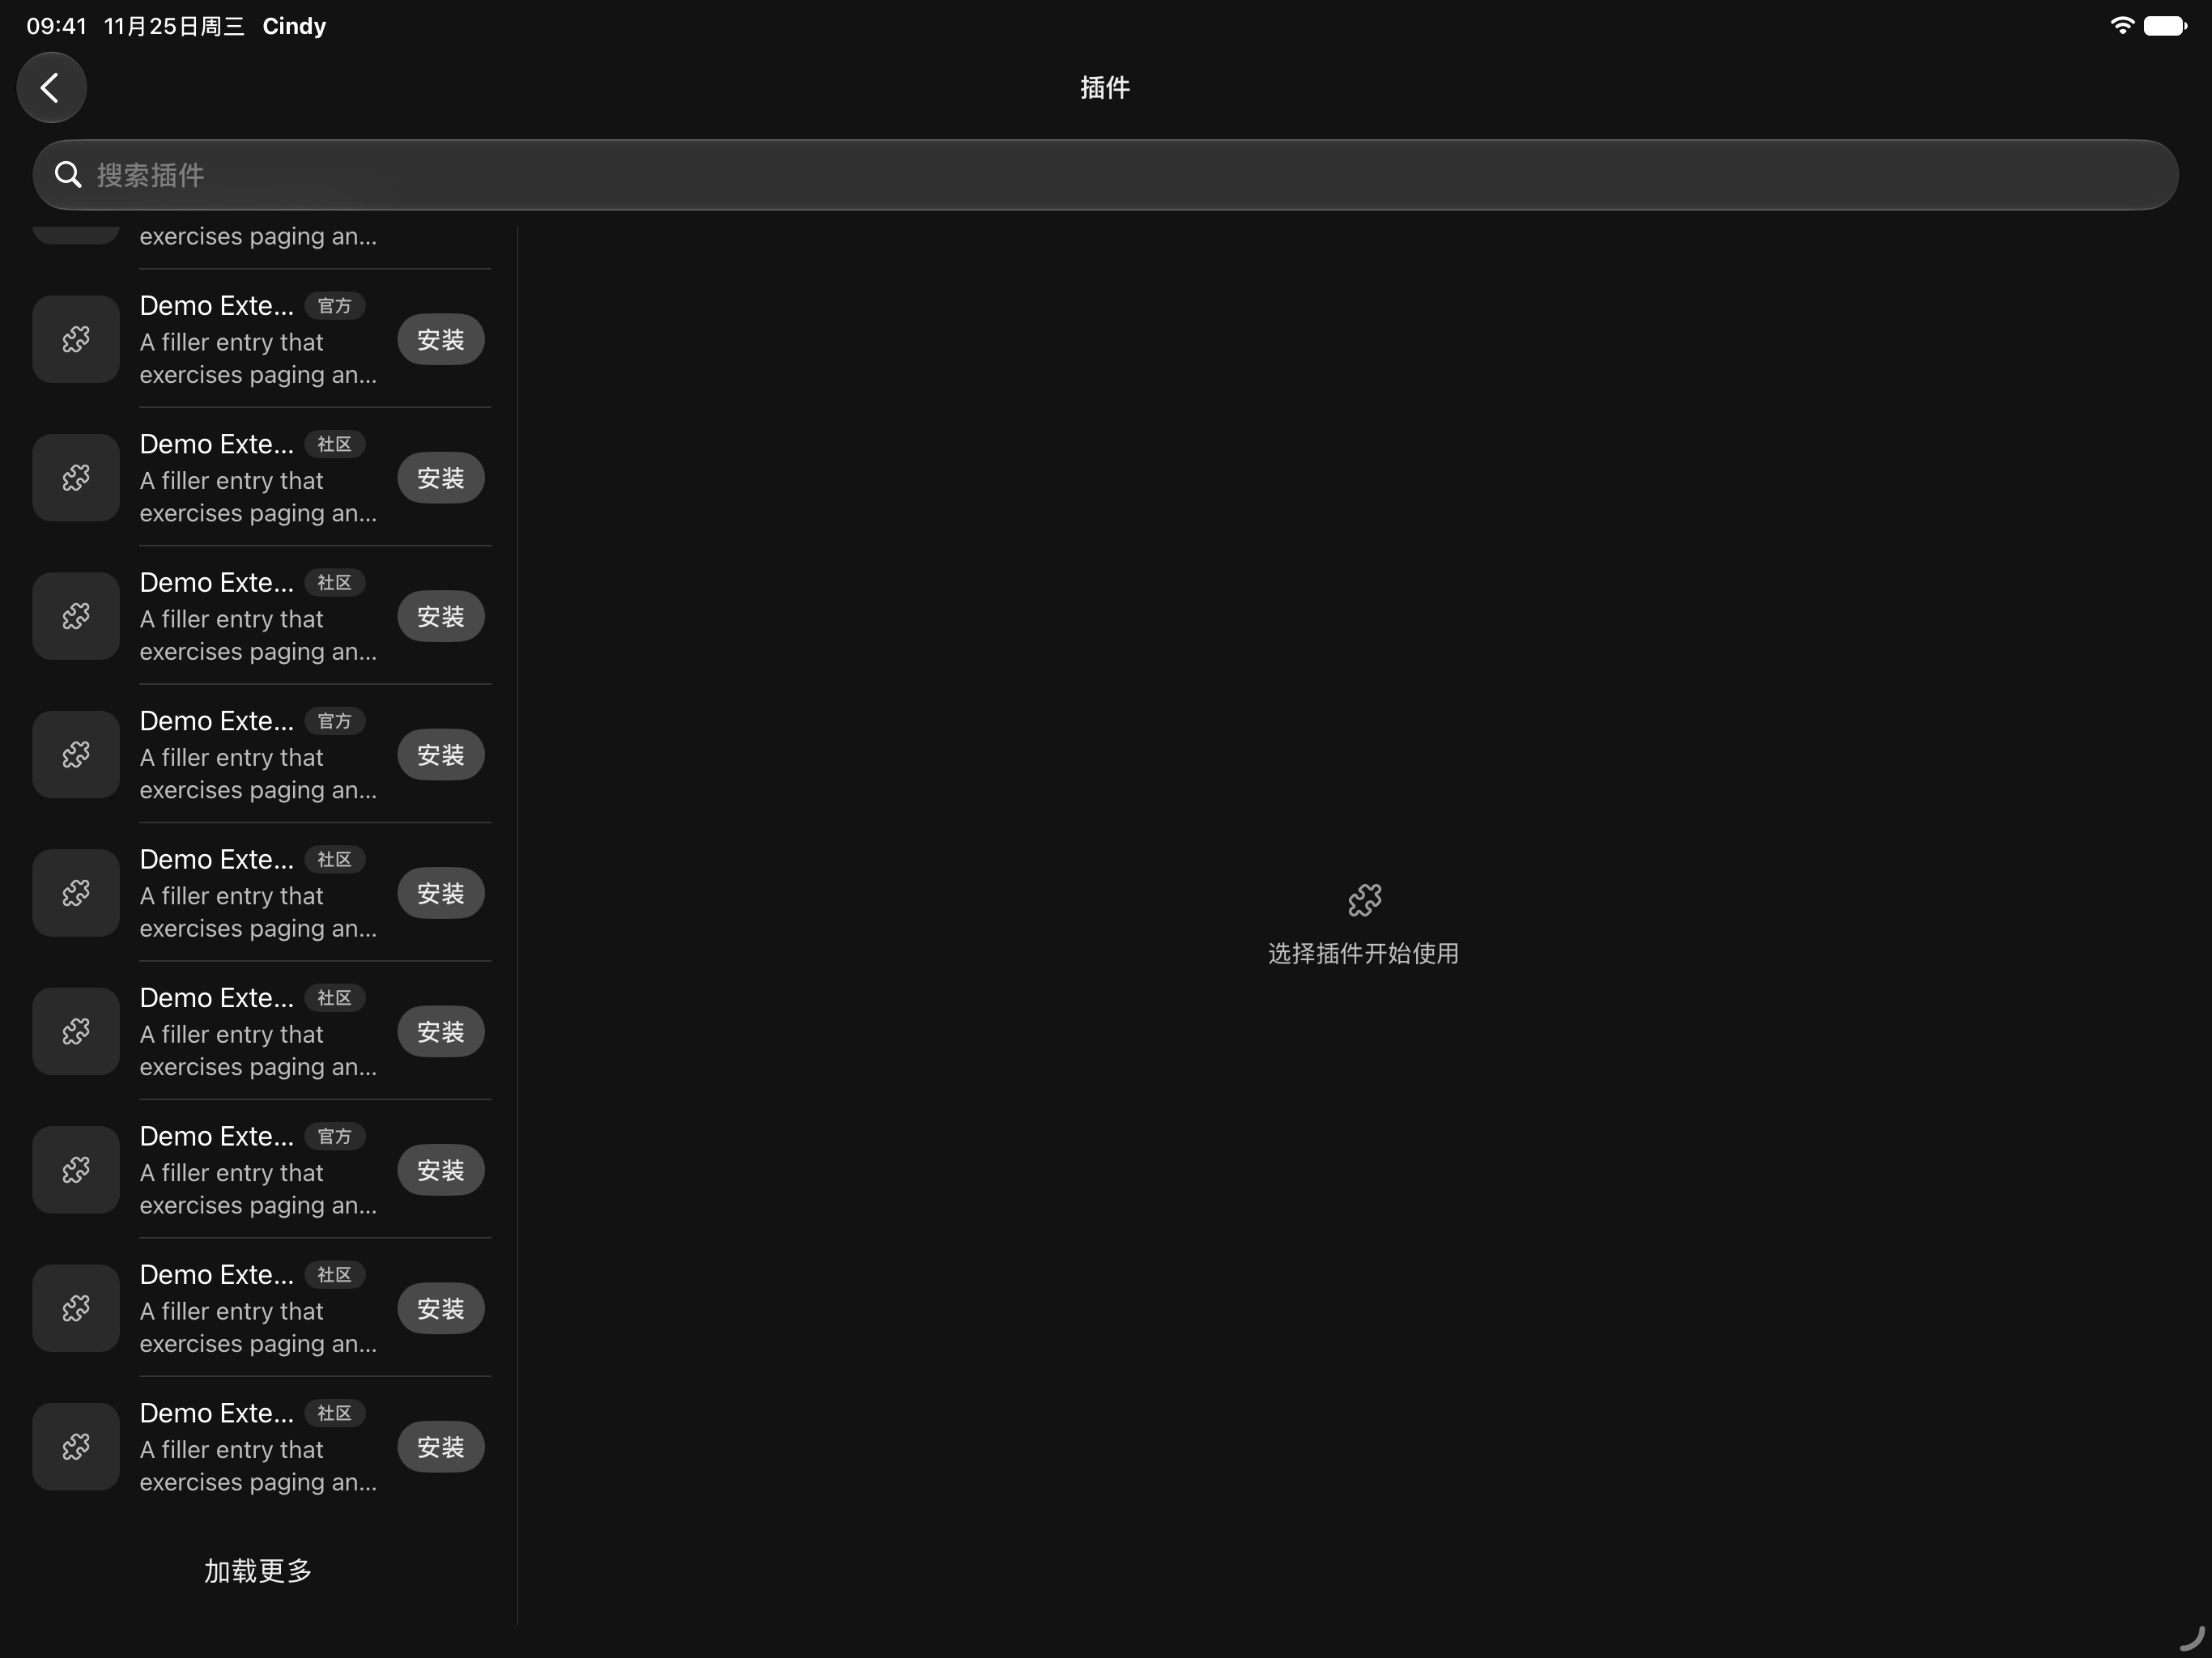 09:41 11月25日周三 Cindy
插件
搜索插件
exercises paging an...
Demo Exte... 官方
A filler entry that
exercises paging an...
安装
Demo Exte... 社区
A filler entry that
exercises paging an...
安装
Demo Exte... 社区
A filler entry that
exercises paging an...
安装
Demo Exte... 官方
A filler entry that
exercises paging an...
安装
Demo Exte... 社区
A filler entry that
exercises paging an...
安装
Demo Exte... 社区
A filler entry that
exercises paging an...
安装
Demo Exte... 官方
A filler entry that
exercises paging an...
安装
Demo Exte... 社区
A filler entry that
exercises paging an...
安装
Demo Exte... 社区
A filler entry that
exercises paging an...
安装
加载更多
选择插件开始使用